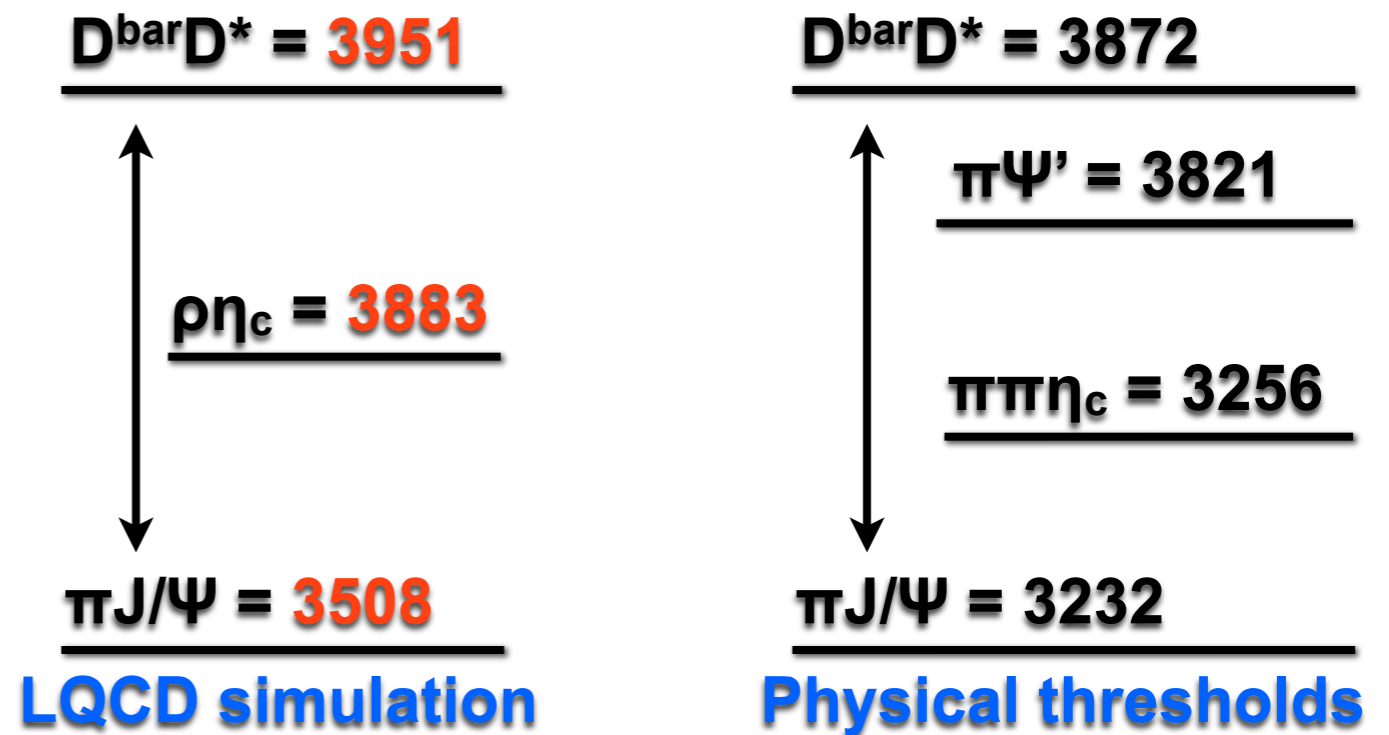 DbarD* = 3951
ρηc = 3883
πJ/Ψ = 3508
LQCD simulation
DbarD* = 3872
πΨ’ = 3821
ππηc = 3256
πJ/Ψ = 3232
Physical thresholds